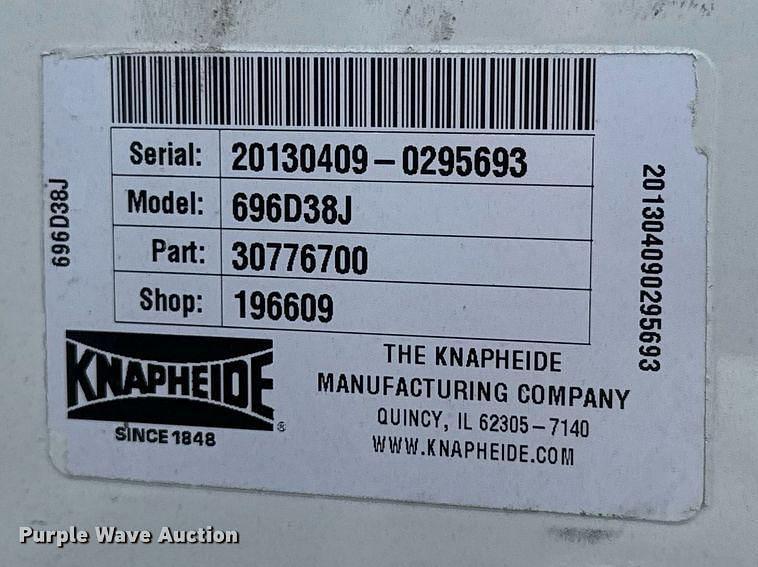 Serial: 20130409-0295693
Model: 696D38J
Part: 30776700
Shop: 196609
696D38J
201304090295693
KNAPHEIDE®
SINCE 1848
THE KNAPHEIDE
MANUFACTURING COMPANY
QUINCY, IL 62305-7140
WWW.KNAPHEIDE.COM
Purple Wave Auction